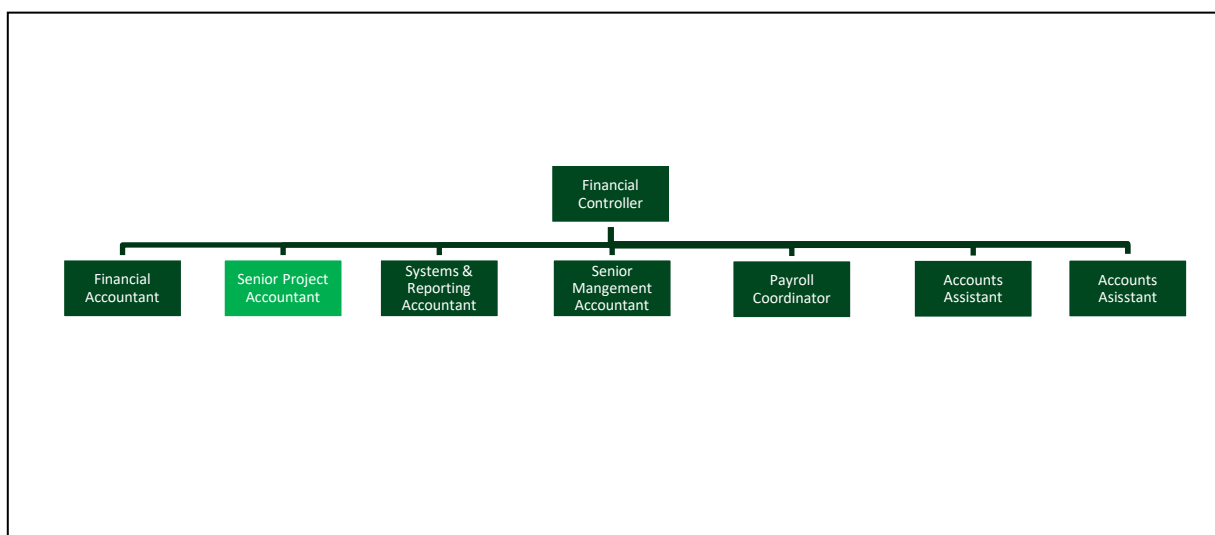 Financial
Controller
Financial
Accountant
Senior Project
Accountant
Systems &
Reporting
Accountant
Senior
Mangement
Accountant
Payroll
Coordinator
Accounts
Assistant
Accounts
Asisstant